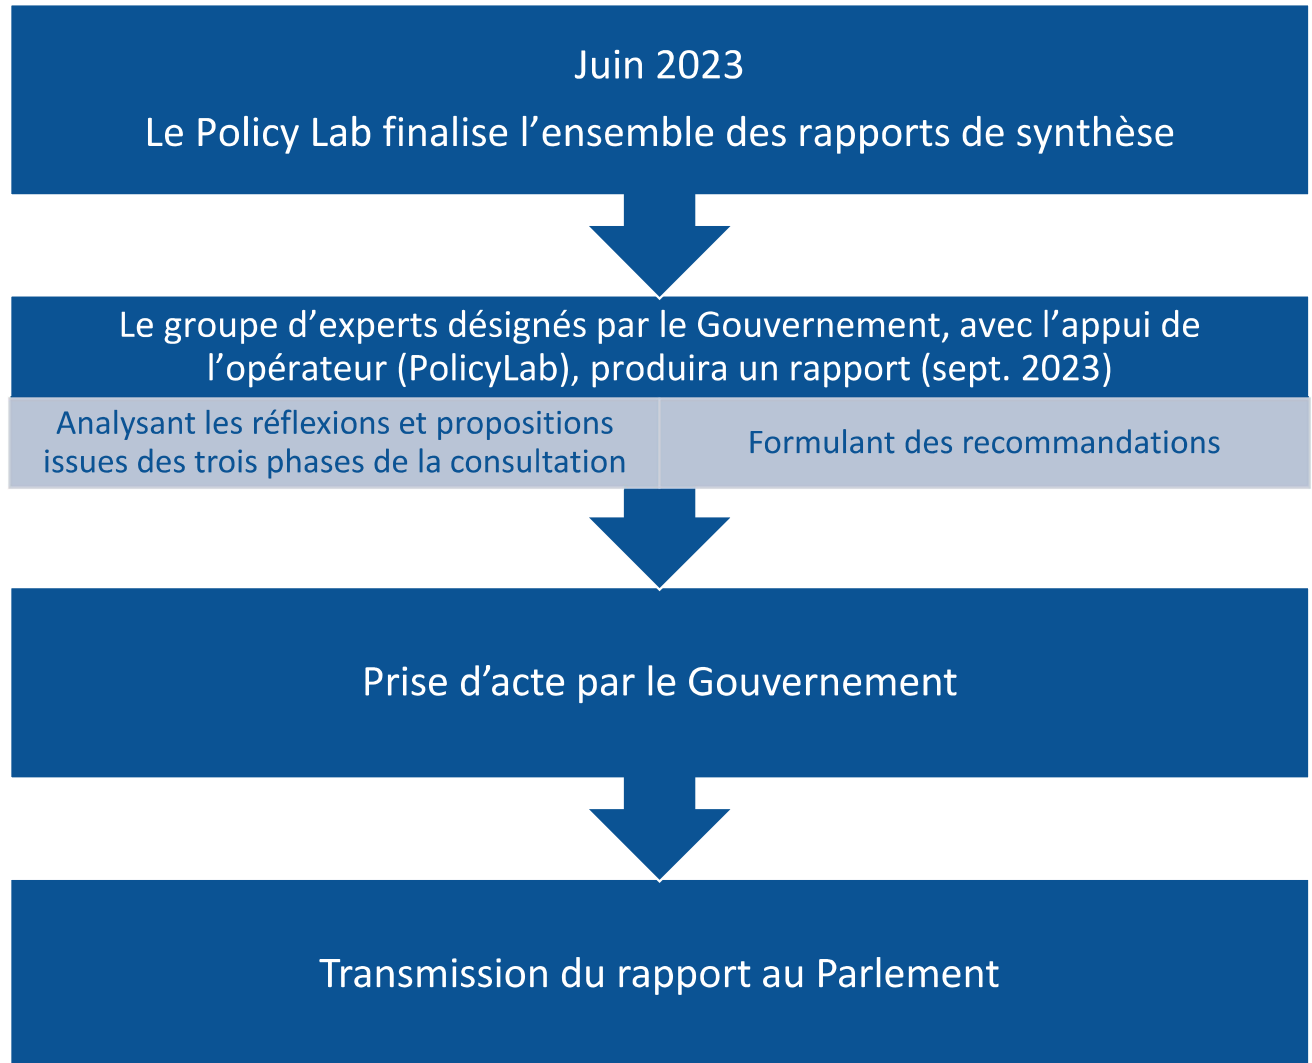 Juin 2023
Le Policy Lab finalise l’ensemble des rapports de synthèse
Le groupe d’experts désignés par le Gouvernement, avec l’appui de
l’opérateur (PolicyLab), produira un rapport (sept. 2023)
Analysant les réflexions et propositions
issues des trois phases de la consultation
Formulant des recommandations
Prise d’acte par le Gouvernement
Transmission du rapport au Parlement